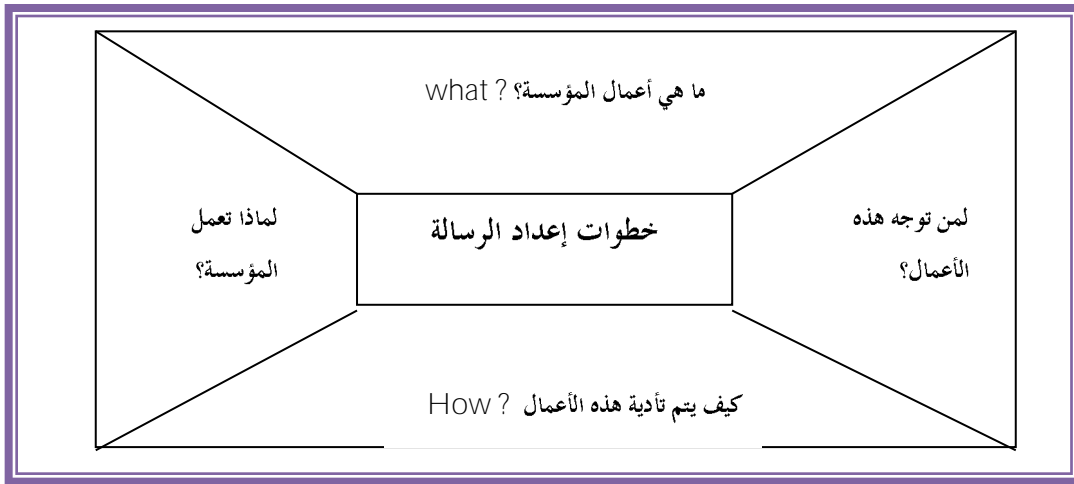 ما هي أعمال المؤسسة؟ what ?
خطوات إعداد الرسالة
لمن توجه هذه
الأعمال؟
لماذا تعمل
المؤسسة؟
كيف يتم تأدية هذه الأعمال How ?